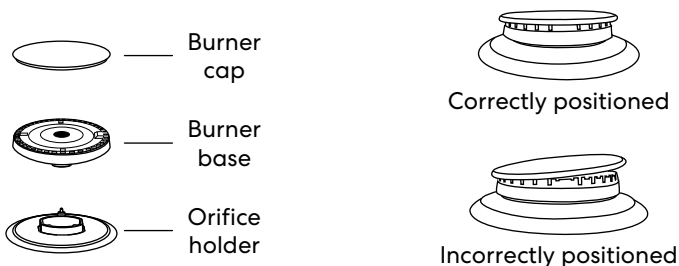 Burner
cap
Burner
base
Orifice
holder
Correctly positioned
Incorrectly positioned